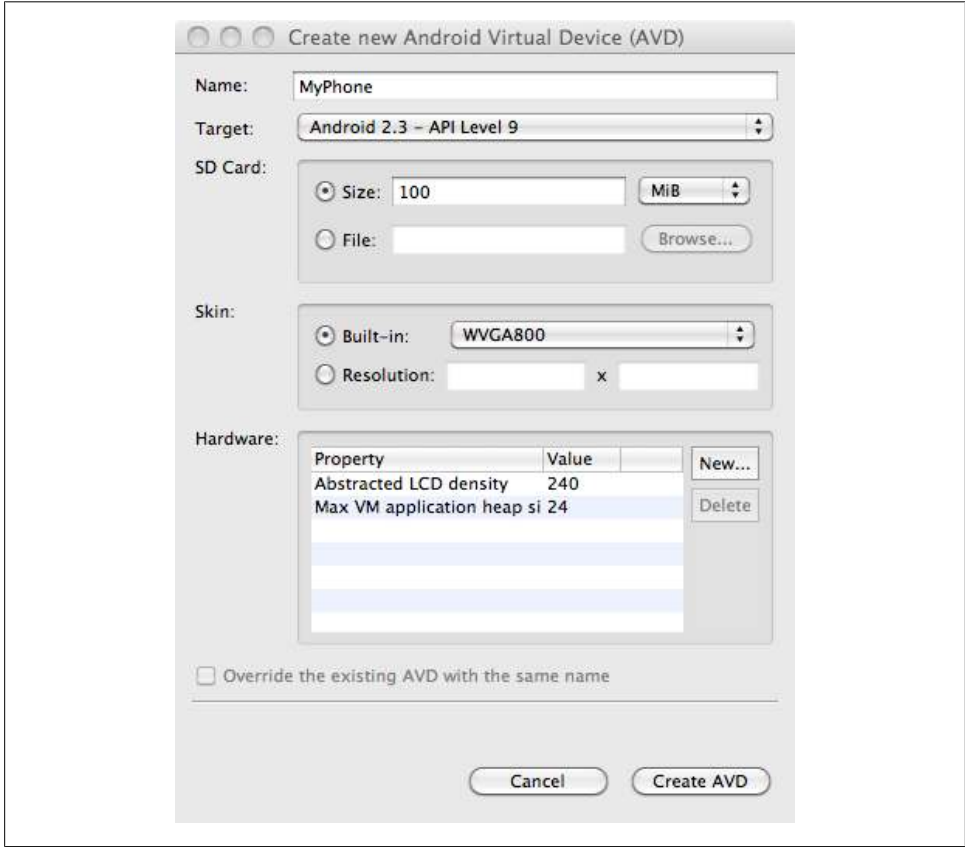 Create new Android Virtual Device (AVD)
Name: MyPhone
Target: Android 2.3 – API Level 9
SD Card:
Size: 100 MiB
File: Browse...
Skin:
Built-in: WVGA800
Resolution: x
Hardware:
Property Value New...
Abstracted LCD density 240
Max VM application heap si 24 Delete
Override the existing AVD with the same name
Cancel Create AVD